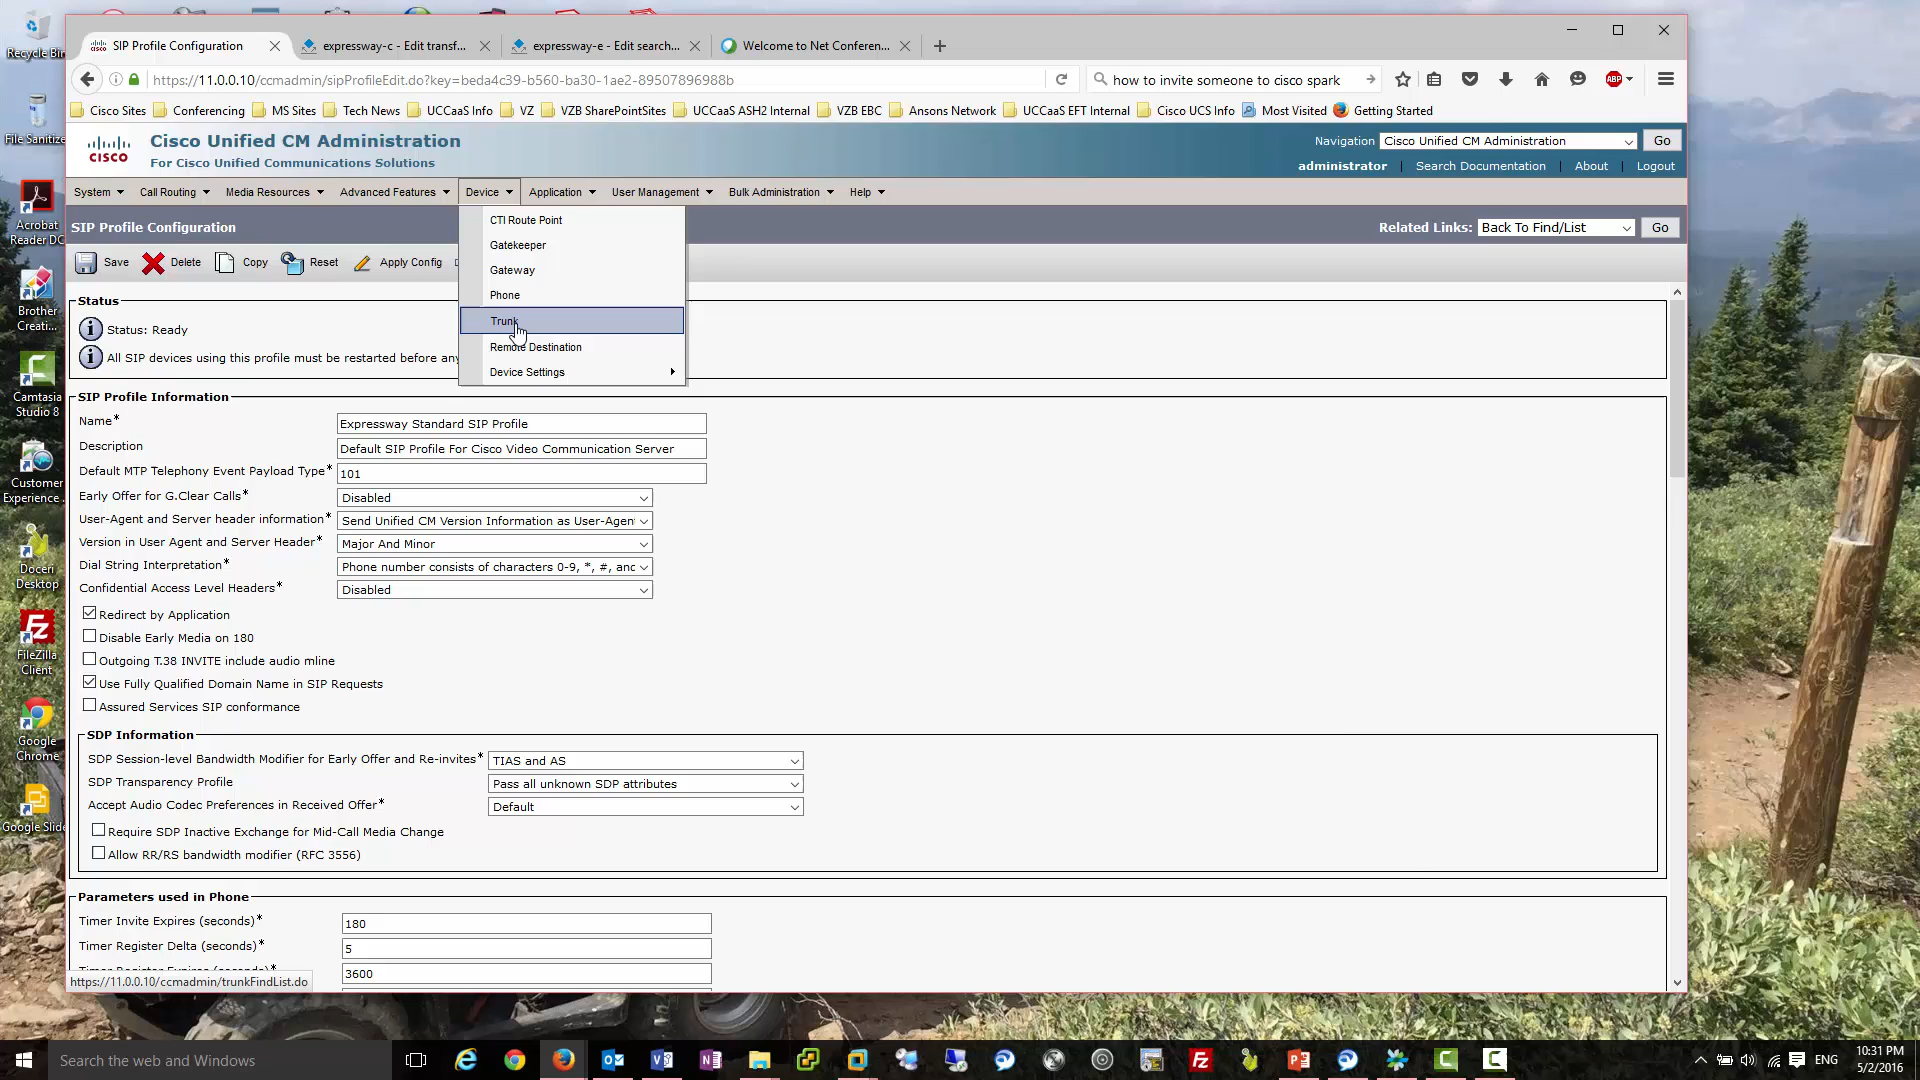 Recycle Bin
File Sanitize
Acrobat
Reader DC
Brother
Creati...
Camtasia
Studio 8
Customer
Experience
Doceri
Desktop
FileZilla
Client
Google
Chrome
Google Slide
SIP Profile Configuration
expressway-c - Edit transf...
expressway-e - Edit search...
Welcome to Net Conferen...
https://11.0.0.10/ccmadmin/sipProfileEdit.do?key=beda4c39-b560-ba30-1ae2-89507896988b
how to invite someone to cisco spark
ABP
Cisco Sites Conferencing MS Sites Tech News UCCaaS Info VZ VZB SharePointSites UCCaaS ASH2 Internal VZB EBC Ansons Network UCCaaS EFT Internal Cisco UCS Info Most Visited Getting Started
CISCO
Cisco Unified CM Administration
For Cisco Unified Communications Solutions
Navigation Cisco Unified CM Administration Go
administrator | Search Documentation | About | Logout
System Call Routing Media Resources Advanced Features Device Application User Management Bulk Administration Help
SIP Profile Configuration
Related Links: Back To Find/List Go
CTI Route Point
Gatekeeper
Gateway
Phone
Trunk
Remote Destination
Device Settings
Save Delete Copy Reset Apply Config
Status
Status: Ready
All SIP devices using this profile must be restarted before any
SIP Profile Information
Name* Expressway Standard SIP Profile
Description Default SIP Profile For Cisco Video Communication Server
Default MTP Telephony Event Payload Type* 101
Early Offer for G.Clear Calls* Disabled
User-Agent and Server header information* Send Unified CM Version Information as User-Agen
Version in User Agent and Server Header* Major And Minor
Dial String Interpretation* Phone number consists of characters 0-9, *, #, and
Confidential Access Level Headers* Disabled
Redirect by Application
Disable Early Media on 180
Outgoing T.38 INVITE include audio mline
Use Fully Qualified Domain Name in SIP Requests
Assured Services SIP conformance
SDP Information
SDP Session-level Bandwidth Modifier for Early Offer and Re-invites* TIAS and AS
SDP Transparency Profile Pass all unknown SDP attributes
Accept Audio Codec Preferences in Received Offer* Default
Require SDP Inactive Exchange for Mid-Call Media Change
Allow RR/RS bandwidth modifier (RFC 3556)
Parameters used in Phone
Timer Invite Expires (seconds)* 180
Timer Register Delta (seconds)* 5
Timer Register Expires (seconds)* 3600
https://11.0.0.10/ccmadmin/trunkFindList.do
Search the web and Windows
ENG
10:31 PM
5/2/2016